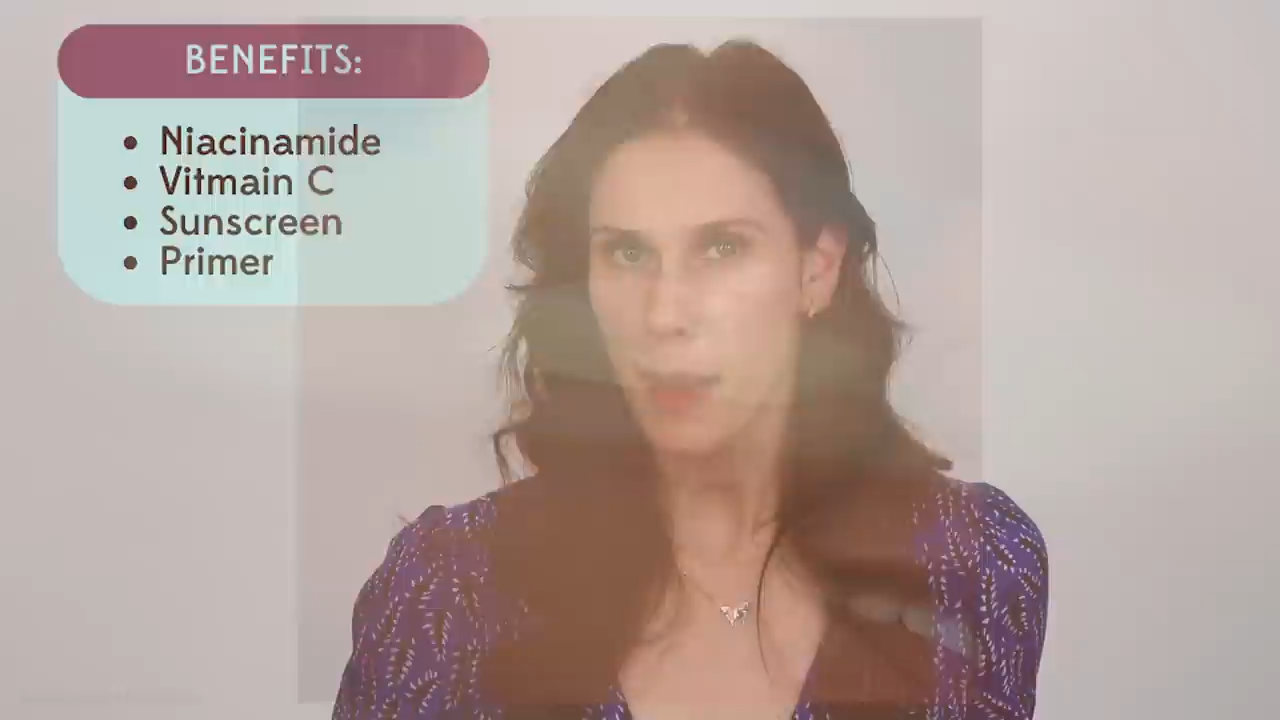 BENEFITS:
• Niacinamide
• Vitmain C
• Sunscreen
• Primer